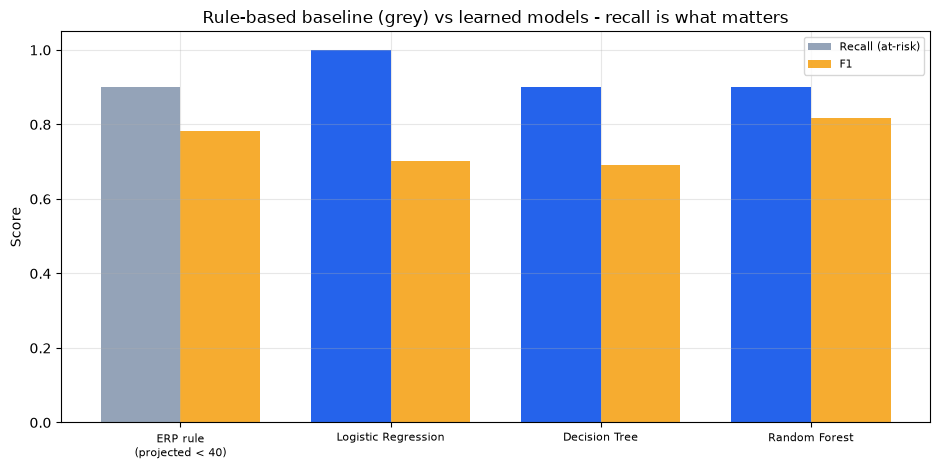 Rule-based baseline (grey) vs learned models - recall is what matters
Recall (at-risk)
F1
Score
1.0
0.8
0.6
0.4
0.2
0.0
ERP rule
(projected < 40)
Logistic Regression
Decision Tree
Random Forest